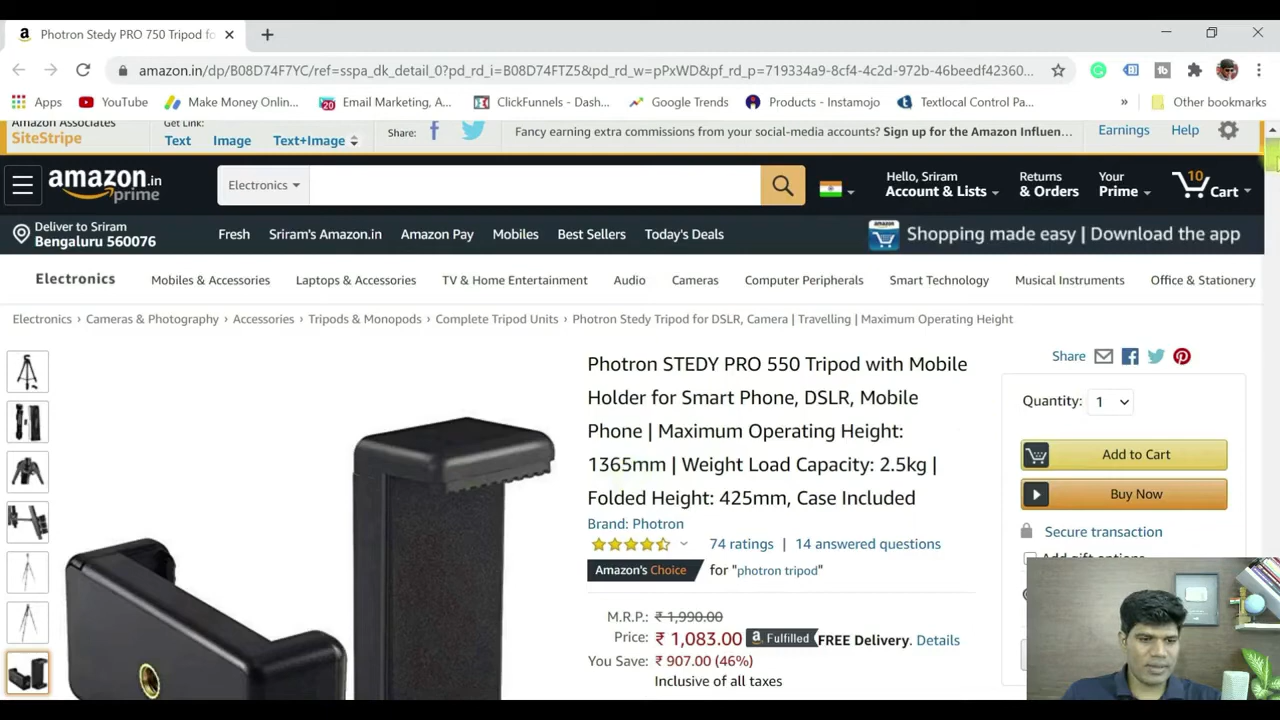 Photron Stedy PRO 750 Tripod fo
amazon.in/dp/B08D74F7YC/ref=sspa_dk_detail_0?pd_rd_i=B08D74FTZ5&pd_rd_w=pPxWD&pf_rd_p=719334a9-8cf4-4c2d-972b-46beedf42360...
Apps YouTube Make Money Online... Email Marketing, A... ClickFunnels - Dash... Google Trends Products - Instamojo Textlocal Control Pa... » Other bookmarks
Amazon Associates
SiteStripe
Get Link:
Text Image Text+Image
Share:
Fancy earning extra commissions from your social-media accounts? Sign up for the Amazon Influen...
Earnings Help
amazon.in
prime
Electronics
Hello, Sriram
Account & Lists
Returns
& Orders
Your
Prime
10
Cart
Deliver to Sriram
Bengaluru 560076
Fresh Sriram's Amazon.in Amazon Pay Mobiles Best Sellers Today's Deals
Shopping made easy | Download the app
Electronics Mobiles & Accessories Laptops & Accessories TV & Home Entertainment Audio Cameras Computer Peripherals Smart Technology Musical Instruments Office & Stationery
Electronics › Cameras & Photography › Accessories › Tripods & Monopods › Complete Tripod Units › Photron Stedy Tripod for DSLR, Camera | Travelling | Maximum Operating Height
Photron STEDY PRO 550 Tripod with Mobile
Holder for Smart Phone, DSLR, Mobile
Phone | Maximum Operating Height:
1365mm | Weight Load Capacity: 2.5kg |
Folded Height: 425mm, Case Included
Brand: Photron
74 ratings | 14 answered questions
Amazon's Choice for "photron tripod"
M.R.P.: ₹ 1,990.00
Price: ₹ 1,083.00 Fulfilled FREE Delivery. Details
You Save: ₹ 907.00 (46%)
Inclusive of all taxes
Share
Quantity: 1
Add to Cart
Buy Now
Secure transaction
Add gift options